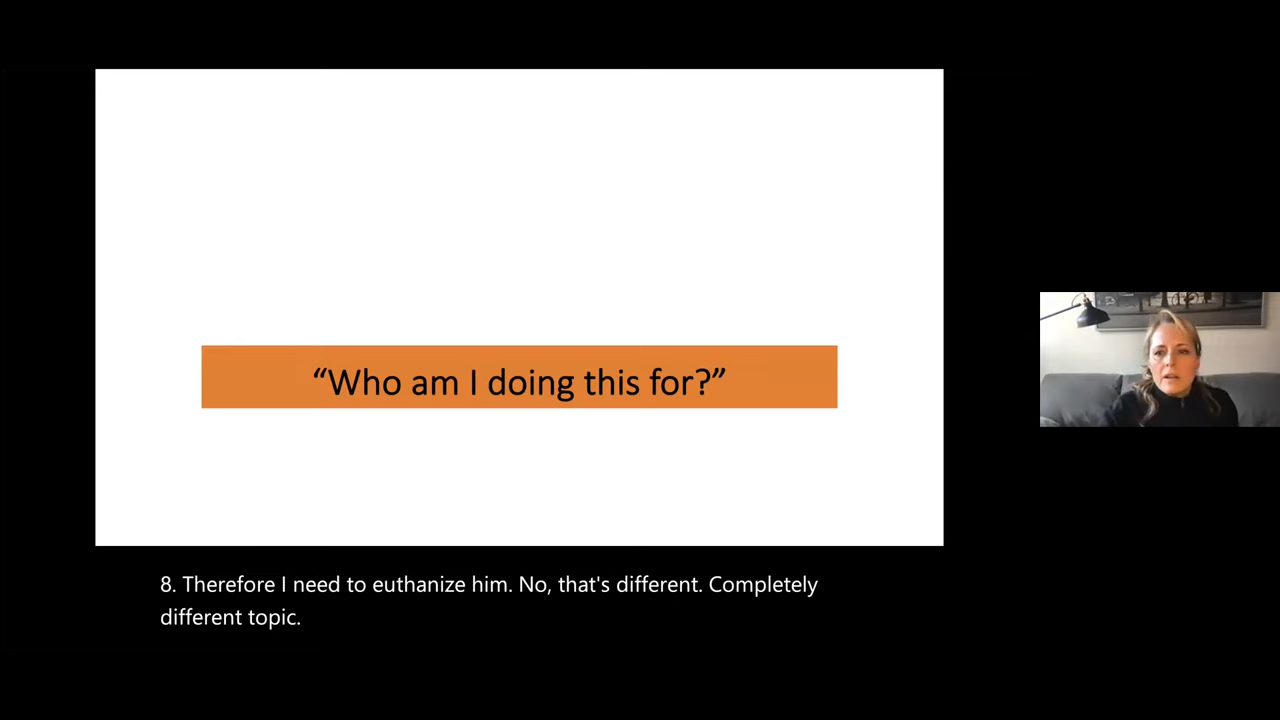 “Who am I doing this for?”
8. Therefore I need to euthanize him. No, that's different. Completely
different topic.